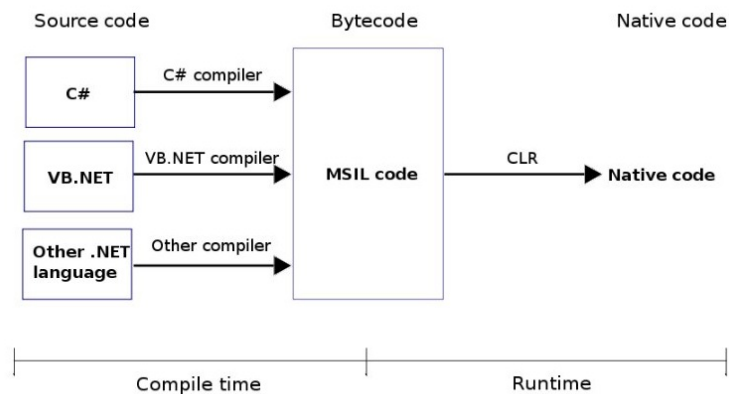 Source code
Bytecode
Native code
C#
C# compiler
VB.NET
VB.NET compiler
MSIL code
CLR
Native code
Other .NET
language
Other compiler
Compile time
Runtime